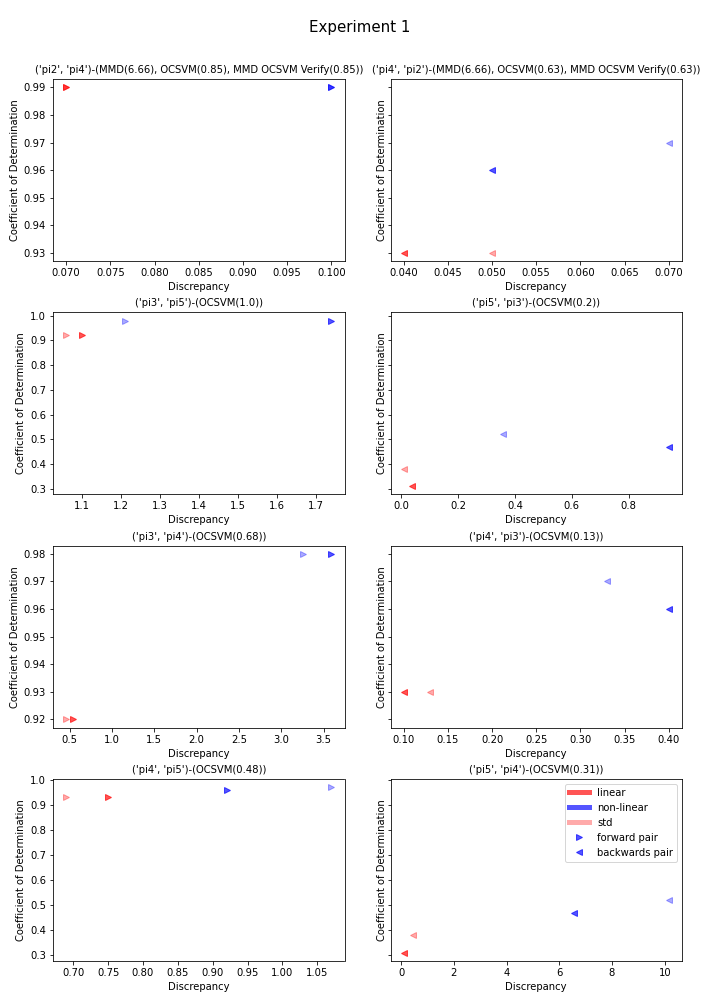 Experiment 1
('pi2', 'pi4')-(MMD(6.66), OCSVM(0.85), MMD OCSVM Verify(0.85))
('pi4', 'pi2')-(MMD(6.66), OCSVM(0.63), MMD OCSVM Verify(0.63))
0.99
0.98
0.97
0.96
0.95
0.94
0.93
Coefficient of Determination
0.070 0.075 0.080 0.085 0.090 0.095 0.100
Discrepancy
Coefficient of Determination
0.040 0.045 0.050 0.055 0.060 0.065 0.070
Discrepancy
('pi3', 'pi5')-(OCSVM(1.0))
('pi5', 'pi3')-(OCSVM(0.2))
1.0
0.9
0.8
0.7
0.6
0.5
0.4
0.3
Coefficient of Determination
1.1 1.2 1.3 1.4 1.5 1.6 1.7
Discrepancy
Coefficient of Determination
0.0 0.2 0.4 0.6 0.8
Discrepancy
('pi3', 'pi4')-(OCSVM(0.68))
('pi4', 'pi3')-(OCSVM(0.13))
0.98
0.97
0.96
0.95
0.94
0.93
0.92
Coefficient of Determination
0.5 1.0 1.5 2.0 2.5 3.0 3.5
Discrepancy
Coefficient of Determination
0.10 0.15 0.20 0.25 0.30 0.35 0.40
Discrepancy
('pi4', 'pi5')-(OCSVM(0.48))
('pi5', 'pi4')-(OCSVM(0.31))
1.0
0.9
0.8
0.7
0.6
0.5
0.4
0.3
Coefficient of Determination
0.70 0.75 0.80 0.85 0.90 0.95 1.00 1.05
Discrepancy
Coefficient of Determination
linear
non-linear
std
forward pair
backwards pair
0 2 4 6 8 10
Discrepancy